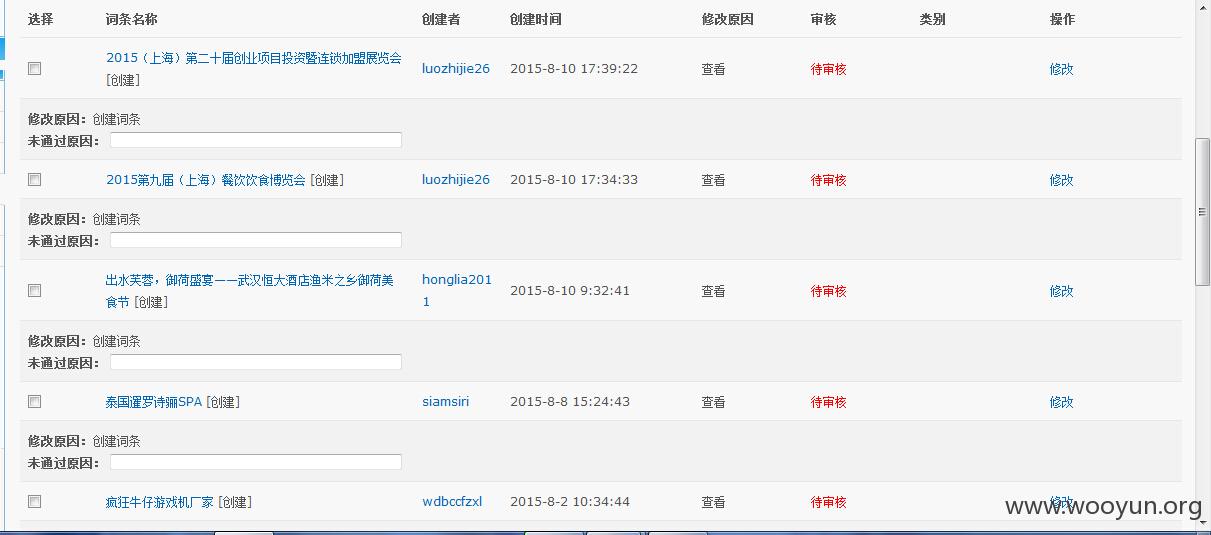 选择 词条名称 创建者 创建时间 修改原因 审核 类别 操作
2015（上海）第二十届创业项目投资暨连锁加盟展览会
[创建] luozhijie26 2015-8-10 17:39:22 查看 待审核 修改
修改原因：创建词条
未通过原因：
2015第九届（上海）餐饮饮食博览会 [创建] luozhijie26 2015-8-10 17:34:33 查看 待审核 修改
修改原因：创建词条
未通过原因：
出水芙蓉，御荷盛宴——武汉恒大酒店渔米之乡御荷美 honglia201
食节 [创建] 1 2015-8-10 9:32:41 查看 待审核 修改
修改原因：创建词条
未通过原因：
泰国暹罗诗骊SPA [创建] siamsiri 2015-8-8 15:24:43 查看 待审核 修改
修改原因：创建词条
未通过原因：
疯狂牛仔游戏机厂家 [创建] wdbccfzxl 2015-8-2 10:34:44 查看 待审核 修改
www.wooyun.org